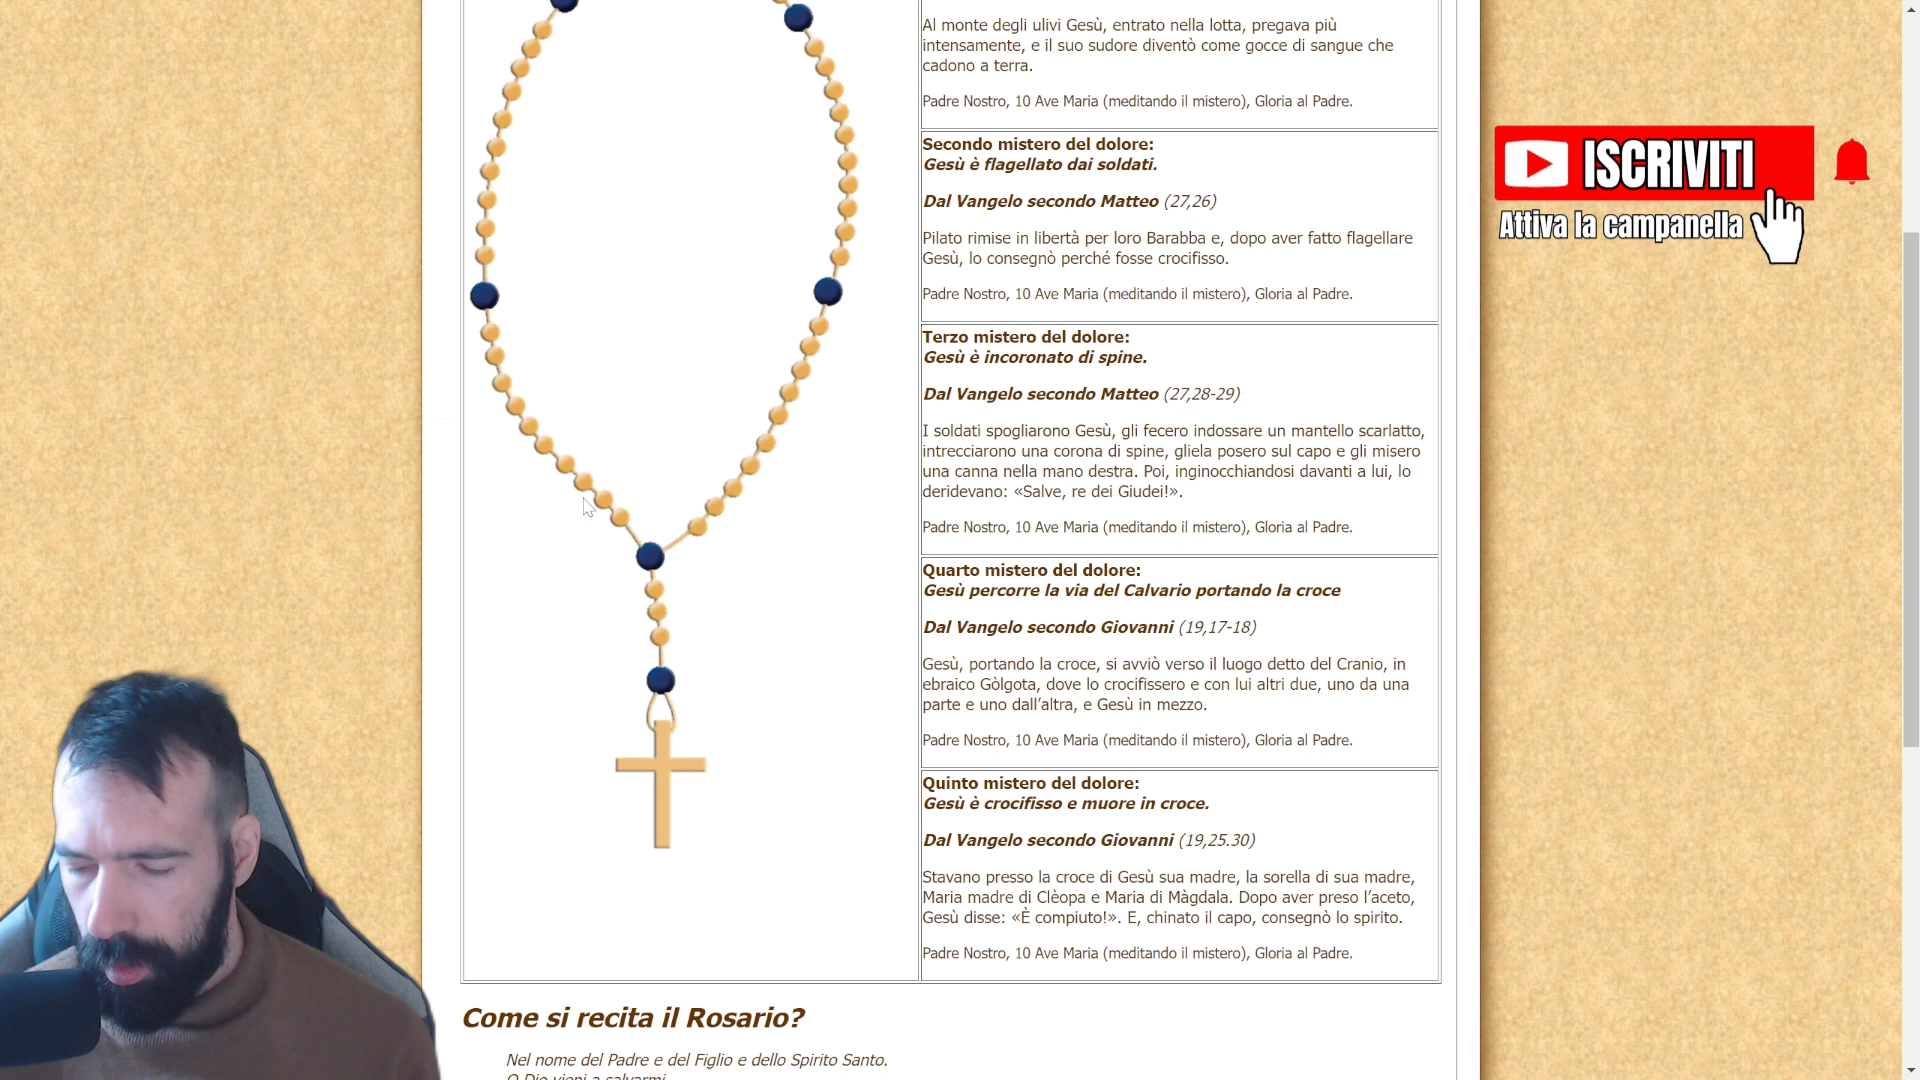 Al monte degli ulivi Gesù, entrato nella lotta, pregava più
intensamente, e il suo sudore diventò come gocce di sangue che
cadono a terra.
Padre Nostro, 10 Ave Maria (meditando il mistero), Gloria al Padre.
Secondo mistero del dolore:
Gesù è flagellato dai soldati.
Dal Vangelo secondo Matteo (27,26)
Pilato rimise in libertà per loro Barabba e, dopo aver fatto flagellare
Gesù, lo consegnò perché fosse crocifisso.
Padre Nostro, 10 Ave Maria (meditando il mistero), Gloria al Padre.
Terzo mistero del dolore:
Gesù è incoronato di spine.
Dal Vangelo secondo Matteo (27,28-29)
I soldati spogliarono Gesù, gli fecero indossare un mantello scarlatto,
intrecciarono una corona di spine, gliela posero sul capo e gli misero
una canna nella mano destra. Poi, inginocchiandosi davanti a lui, lo
deridevano: «Salve, re dei Giudei!».
Padre Nostro, 10 Ave Maria (meditando il mistero), Gloria al Padre.
Quarto mistero del dolore:
Gesù percorre la via del Calvario portando la croce
Dal Vangelo secondo Giovanni (19,17-18)
Gesù, portando la croce, si avviò verso il luogo detto del Cranio, in
ebraico Gòlgota, dove lo crocifissero e con lui altri due, uno da una
parte e uno dall’altra, e Gesù in mezzo.
Padre Nostro, 10 Ave Maria (meditando il mistero), Gloria al Padre.
Quinto mistero del dolore:
Gesù è crocifisso e muore in croce.
Dal Vangelo secondo Giovanni (19,25.30)
Stavano presso la croce di Gesù sua madre, la sorella di sua madre,
Maria madre di Clèopa e Maria di Màgdala. Dopo aver preso l’aceto,
Gesù disse: «È compiuto!». E, chinato il capo, consegnò lo spirito.
Padre Nostro, 10 Ave Maria (meditando il mistero), Gloria al Padre.
Come si recita il Rosario?
Nel nome del Padre e del Figlio e dello Spirito Santo.
O Dio vieni a salvarmi
ISCRIVITI
Attiva la campanella